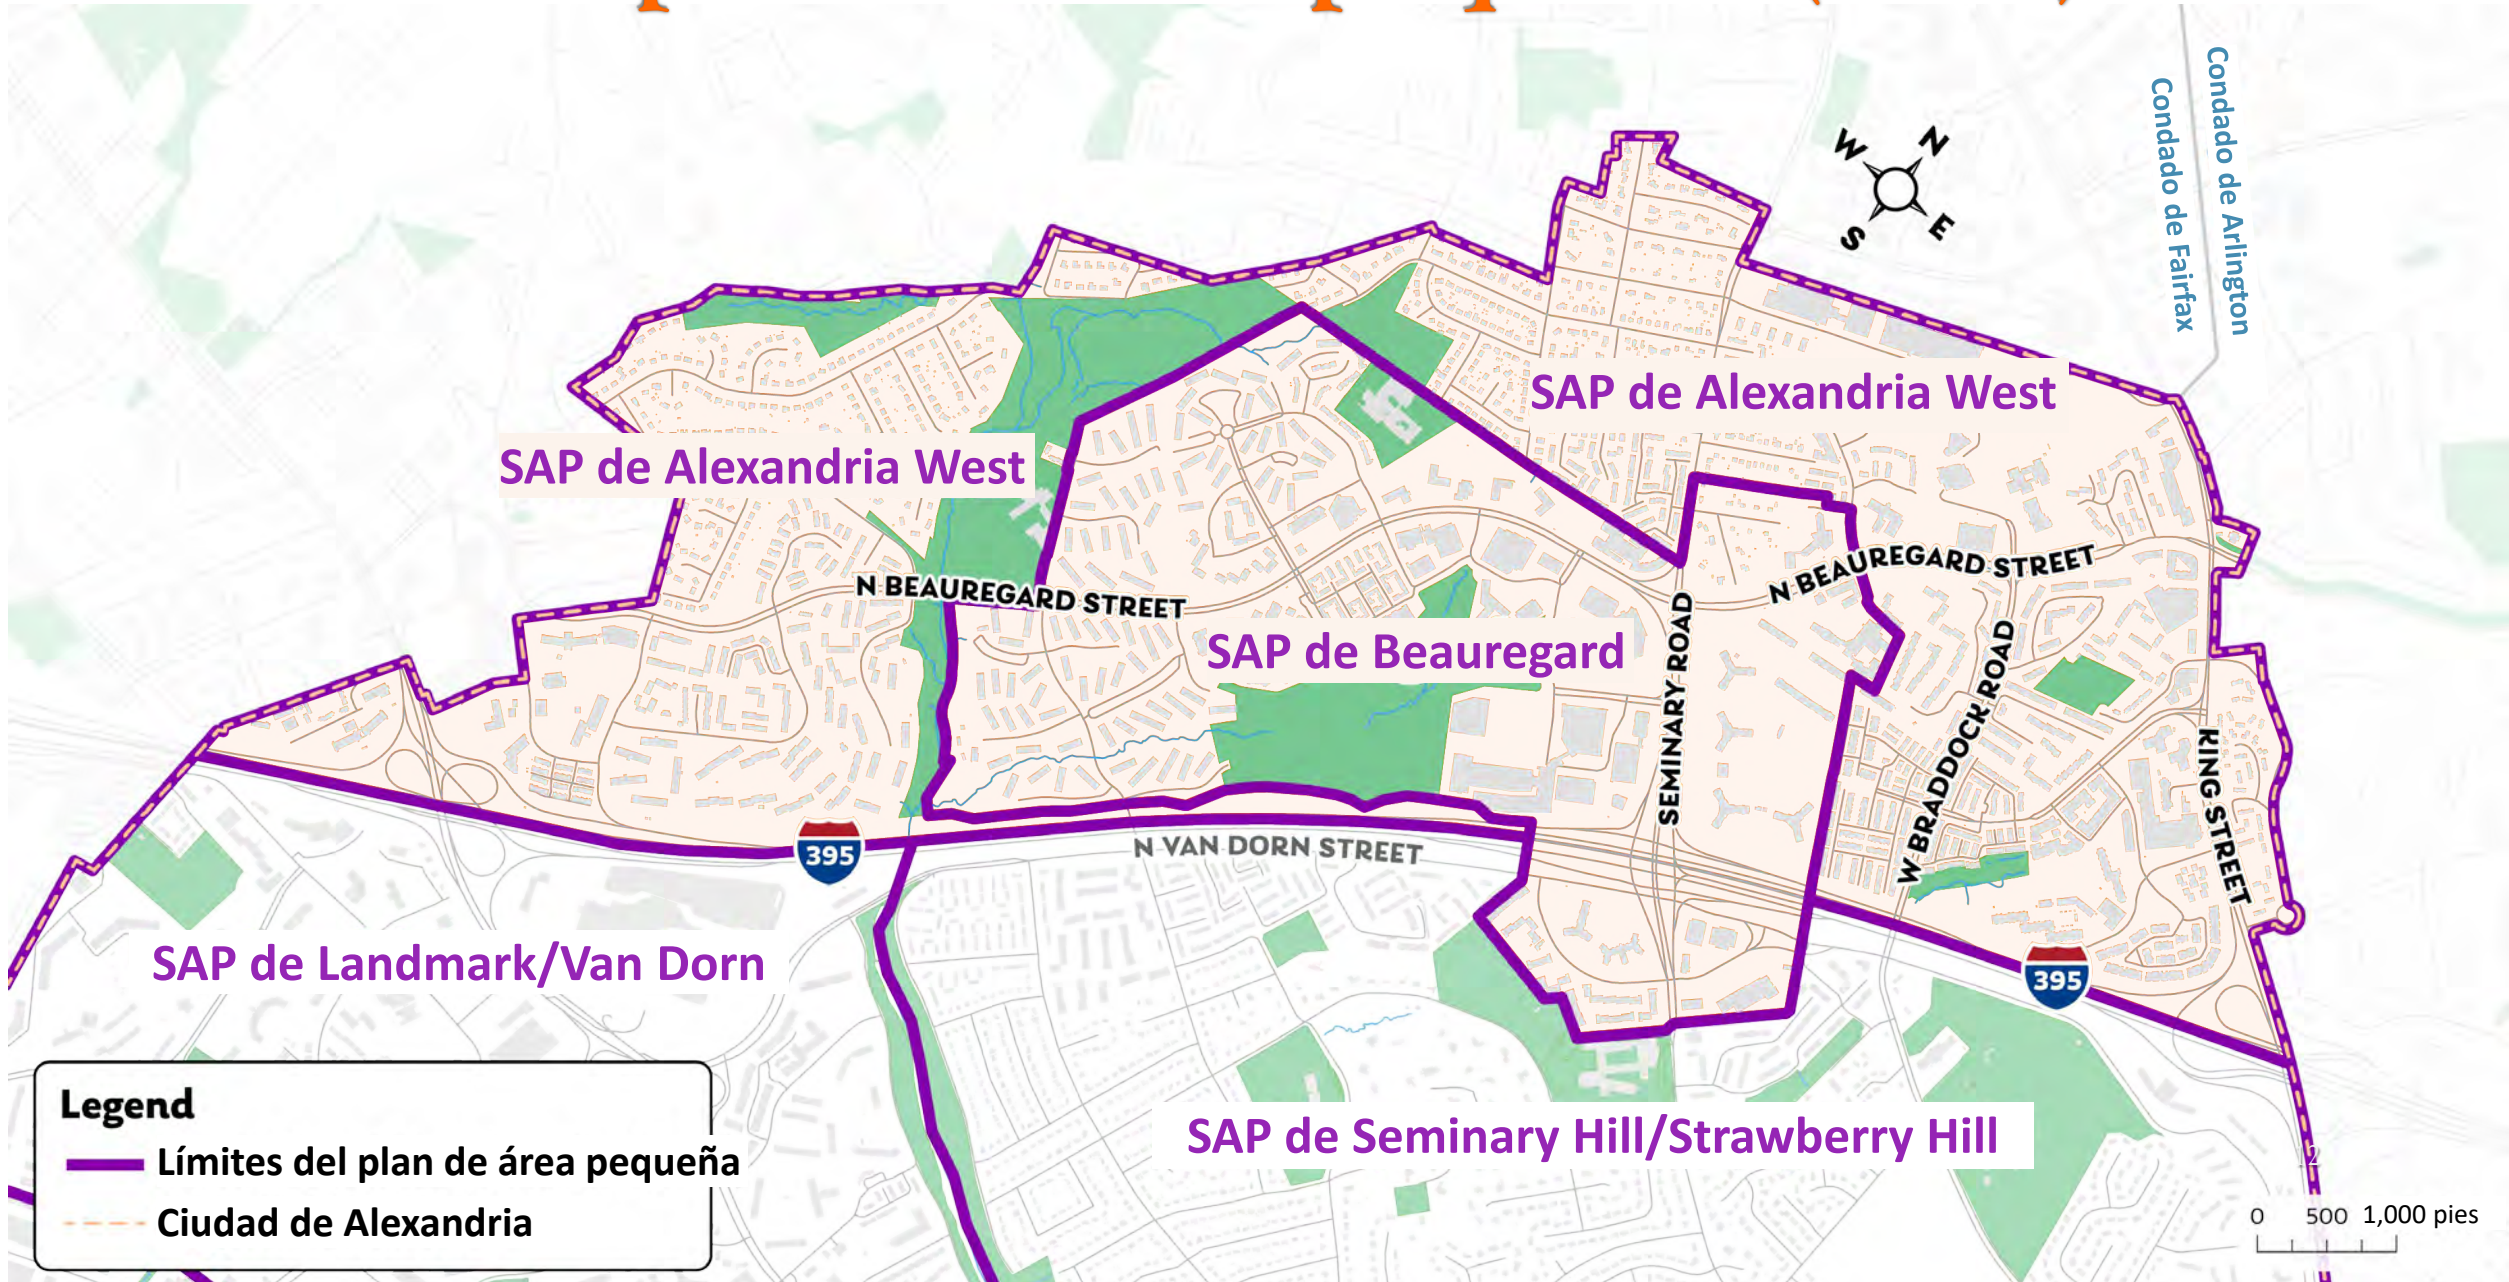 Condado de Arlington
Condado de Fairfax
W N
S E
SAP de Alexandria West
SAP de Alexandria West
N BEAUREGARD STREET
N BEAUREGARD STREET
SAP de Beauregard
SEMINARY ROAD
W BRADDOCK ROAD
KING STREET
395
N VAN DORN STREET
395
SAP de Landmark/Van Dorn
SAP de Seminary Hill/Strawberry Hill
Legend
Límites del plan de área pequeña
Ciudad de Alexandria
0 500 1,000 pies